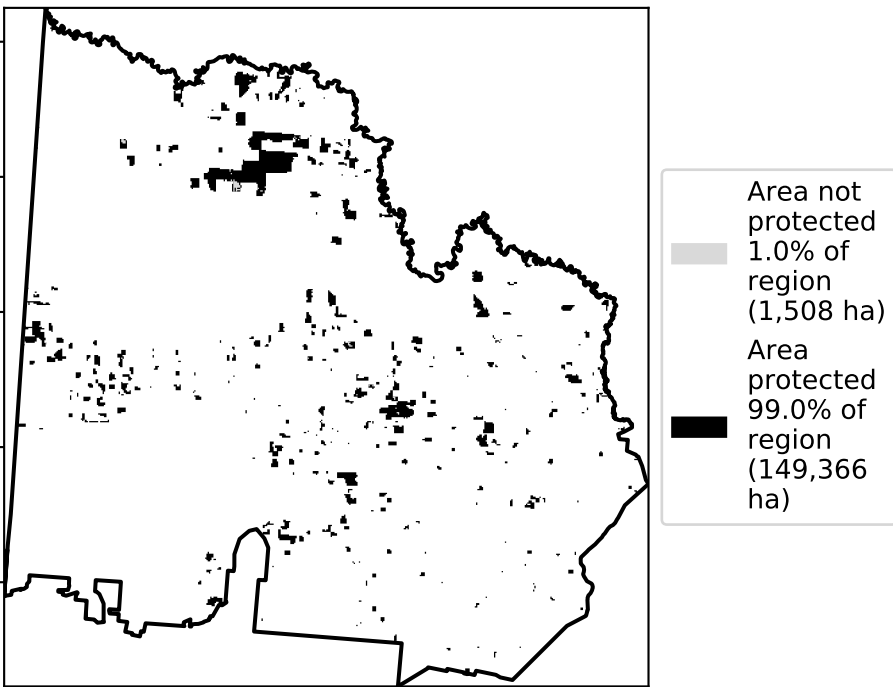 Area not
protected
1.0% of
region
(1,508 ha)
Area
protected
99.0% of
region
(149,366
ha)